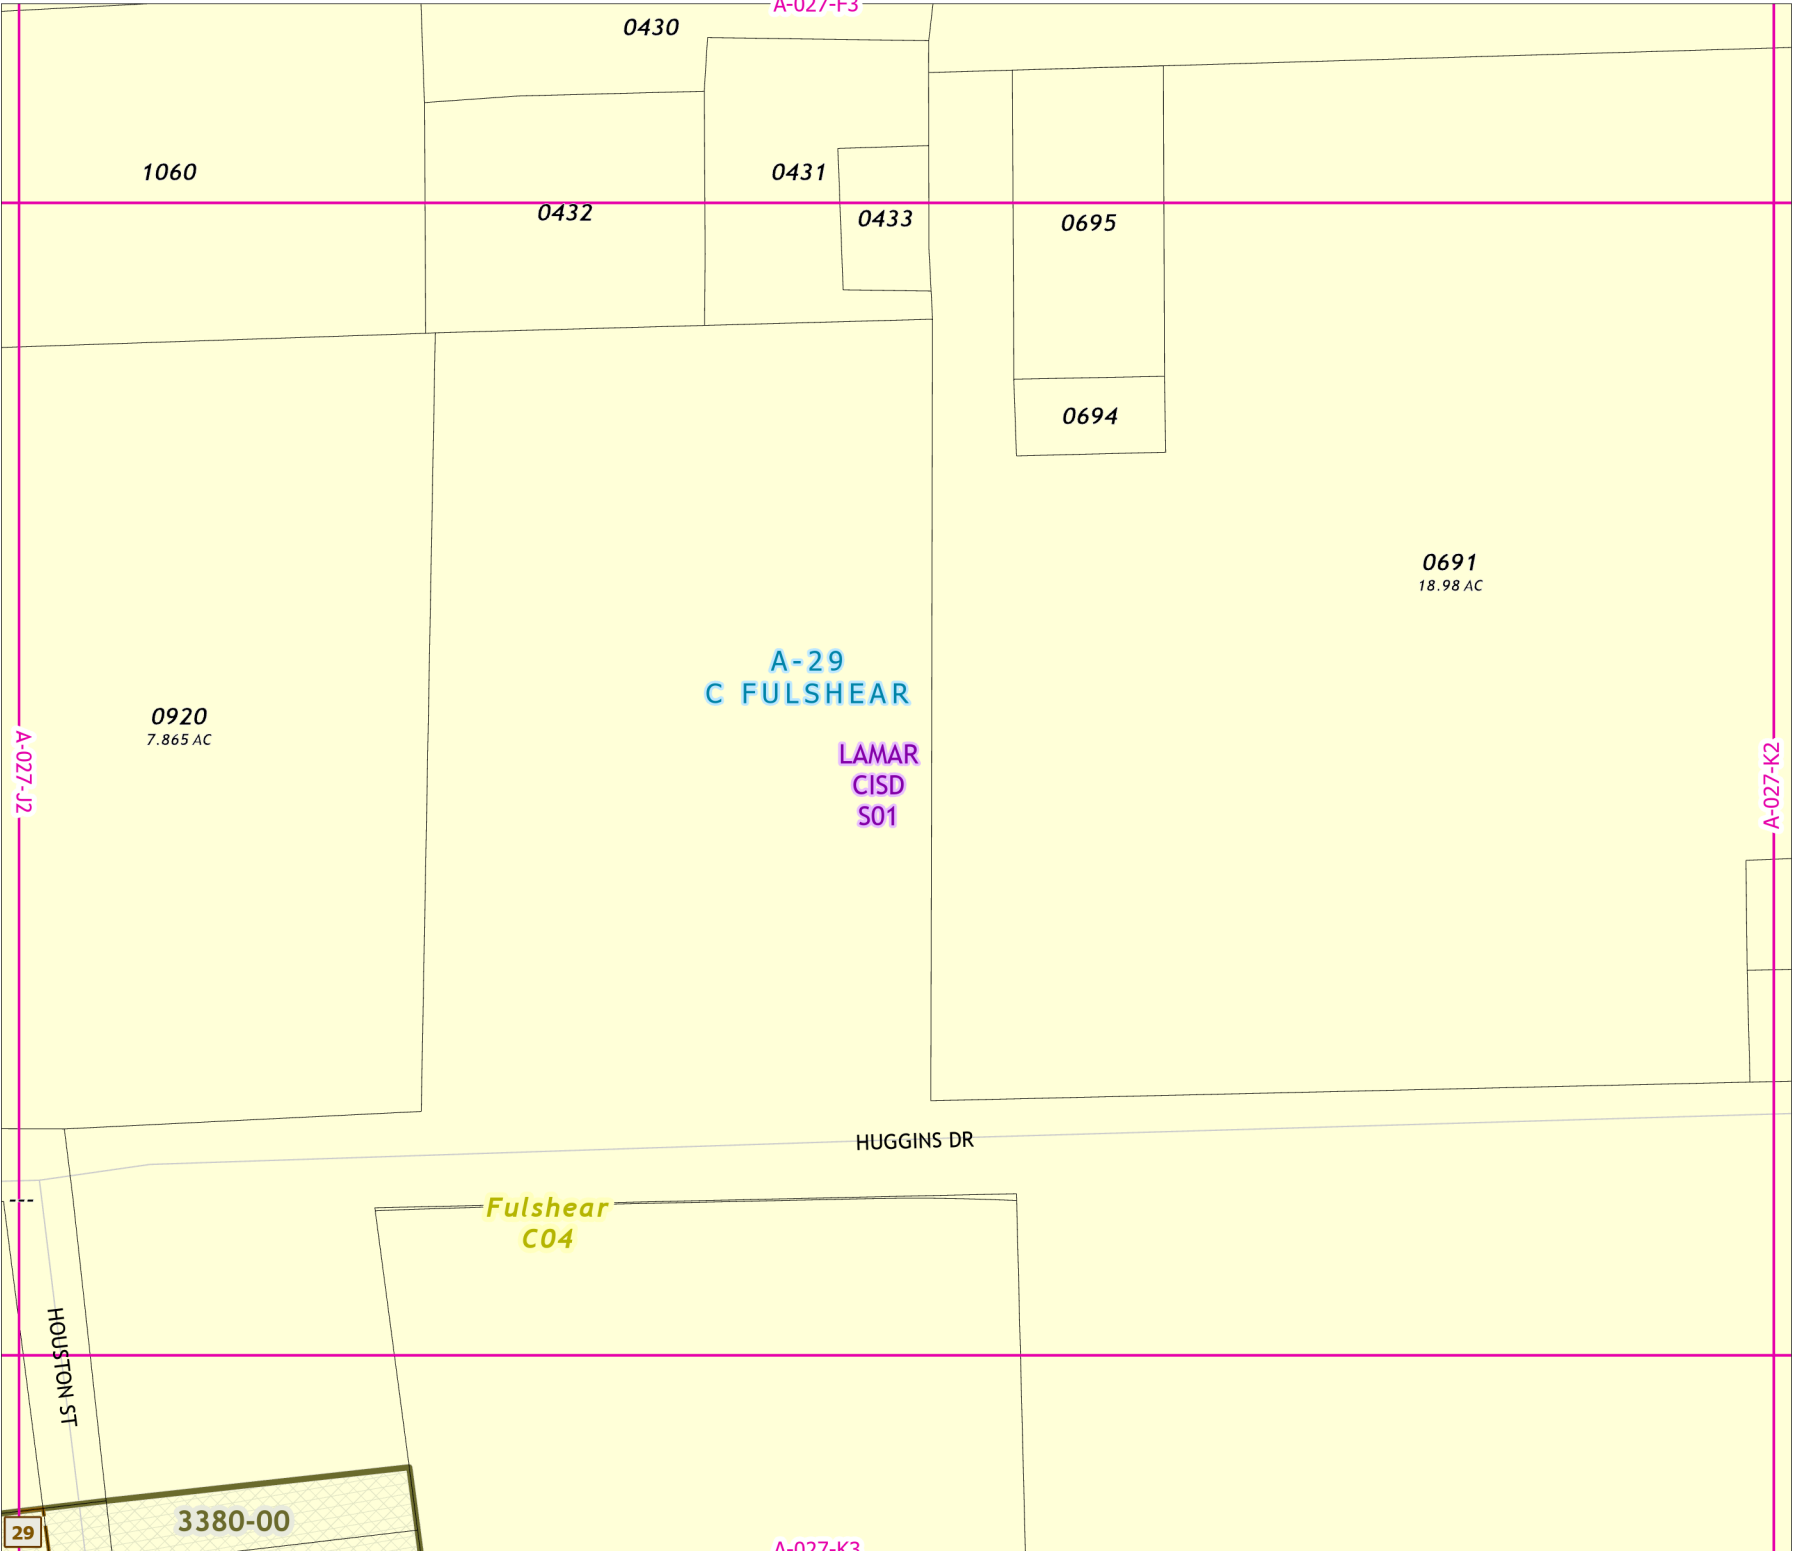 A-027-F3
0430
1060
0431
0432
0433
0695
0694
0691
18.98 AC
A-29
C FULSHEAR
0920
7.865 AC
LAMAR
CISD
S01
A-027-J2
A-027-K2
HUGGINS DR
---
Fulshear
C04
HOUSTON ST
3380-00
29
A-027-K3